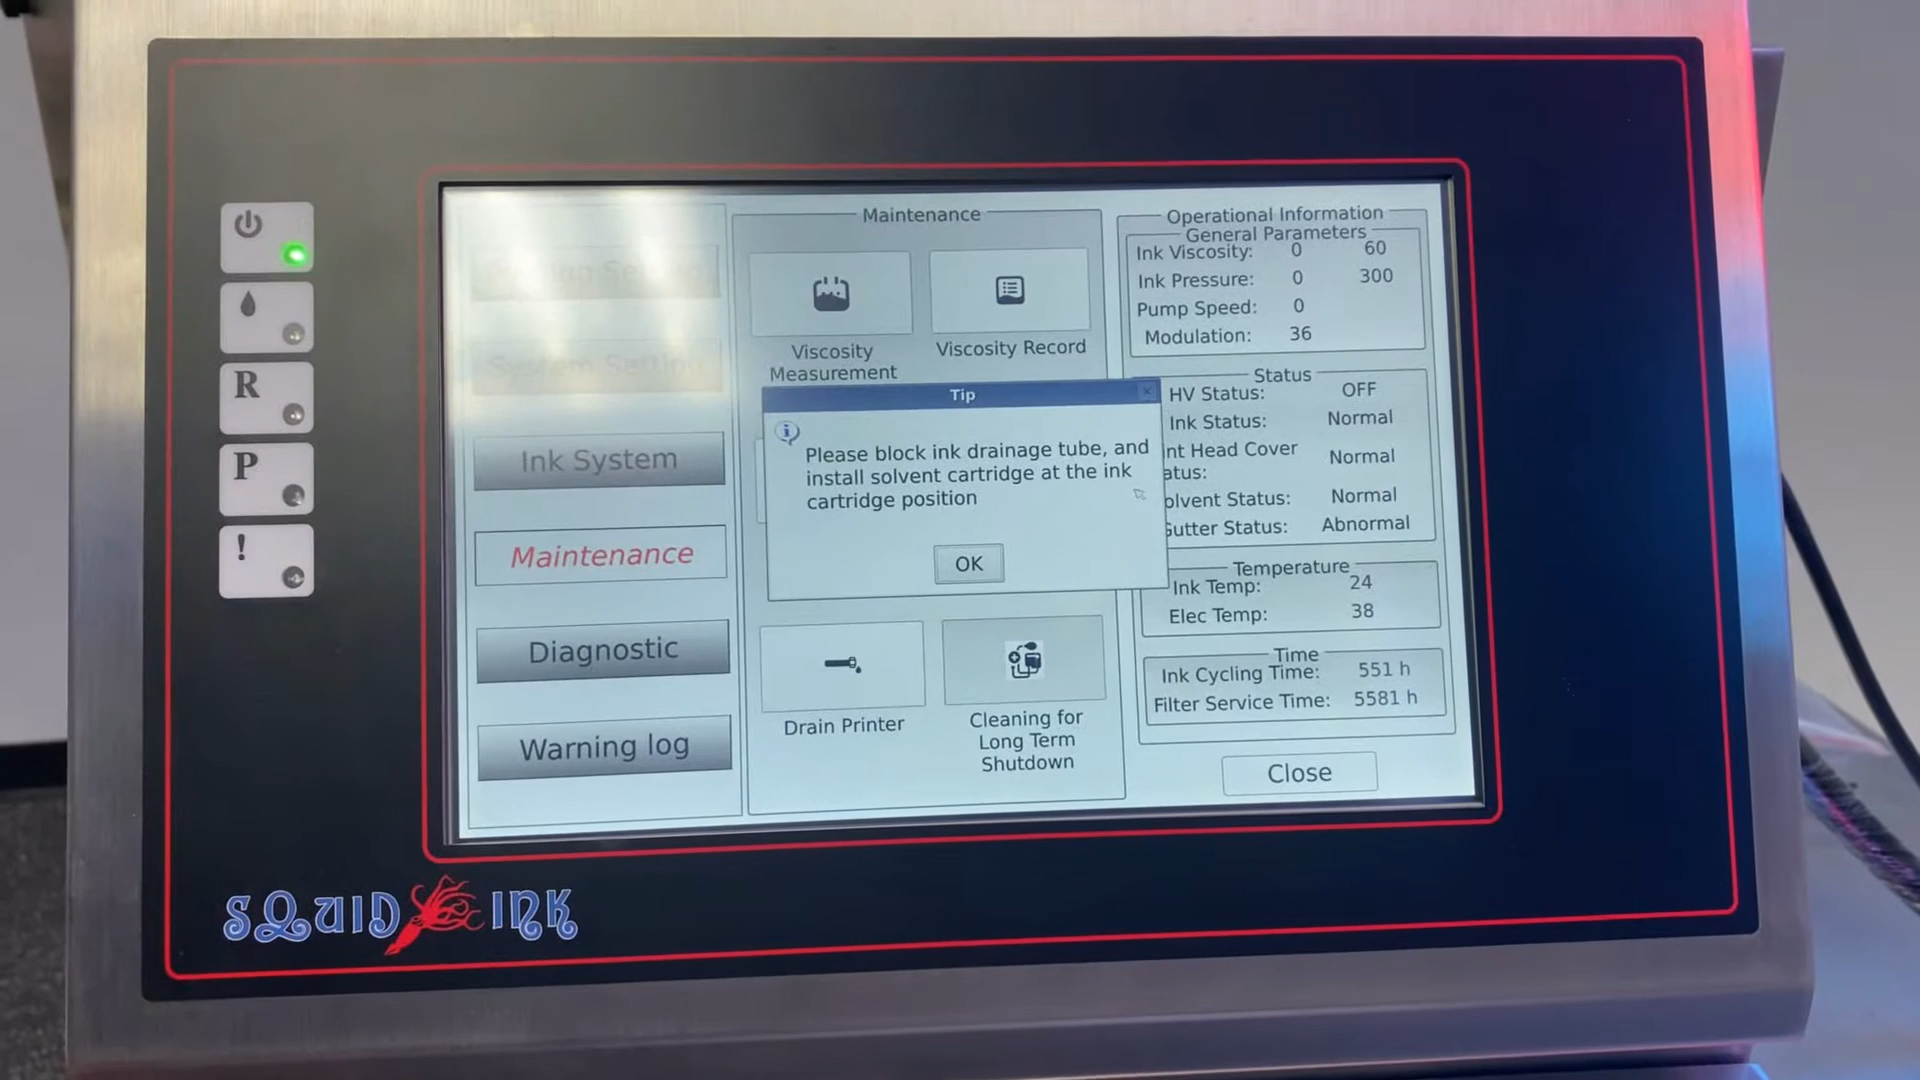 R
P
!
System Setting
Ink System
Maintenance
Diagnostic
Warning log
Maintenance
Viscosity
Measurement
Viscosity Record
Tip
Please block ink drainage tube, and
install solvent cartridge at the ink
cartridge position
OK
Drain Printer
Cleaning for
Long Term
Shutdown
Operational Information
General Parameters
Ink Viscosity: 0 60
Ink Pressure: 0 300
Pump Speed: 0
Modulation: 36
Status
HV Status: OFF
Ink Status: Normal
nt Head Cover
atus: Normal
olvent Status: Normal
Gutter Status: Abnormal
Temperature
Ink Temp: 24
Elec Temp: 38
Time
Ink Cycling Time: 551 h
Filter Service Time: 5581 h
Close
SQUID INK